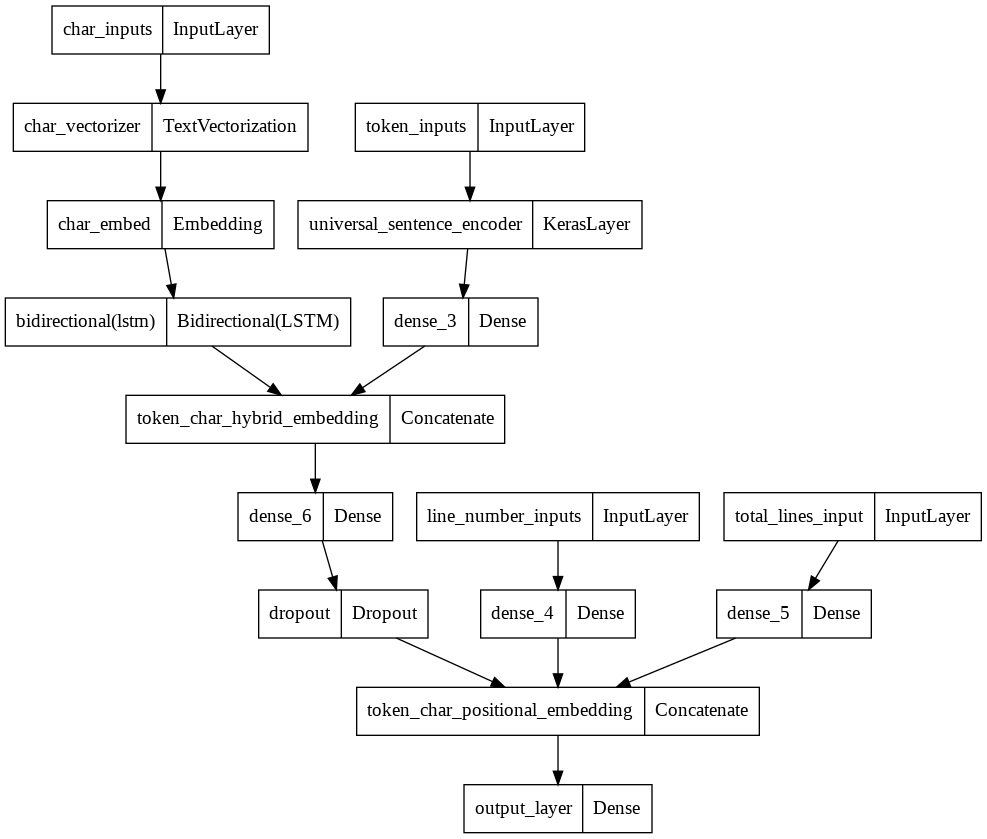 char_inputs InputLayer
char_vectorizer TextVectorization
token_inputs InputLayer
char_embed Embedding
universal_sentence_encoder KerasLayer
bidirectional(lstm) Bidirectional(LSTM)
dense_3 Dense
token_char_hybrid_embedding Concatenate
dense_6 Dense
line_number_inputs InputLayer
total_lines_input InputLayer
dropout Dropout
dense_4 Dense
dense_5 Dense
token_char_positional_embedding Concatenate
output_layer Dense